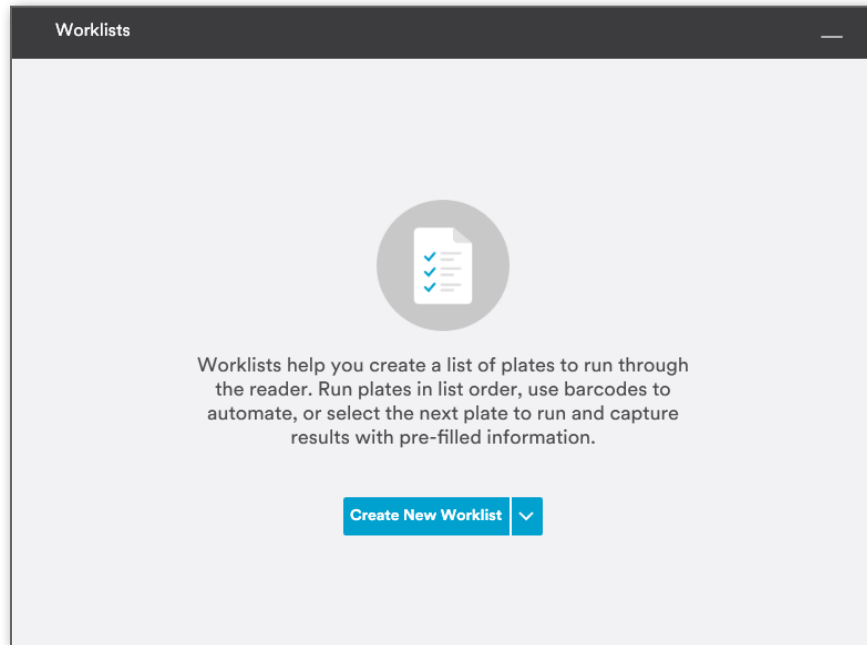 Worklists
Worklists help you create a list of plates to run through
the reader. Run plates in list order, use barcodes to
automate, or select the next plate to run and capture
results with pre-filled information.
Create New Worklist